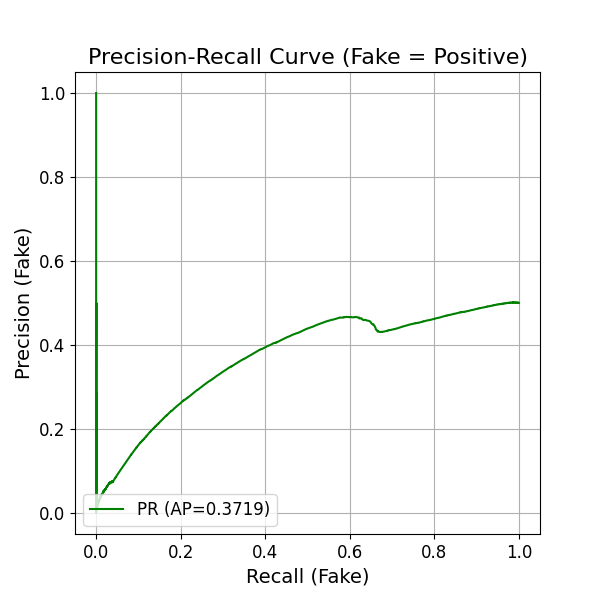 Precision-Recall Curve (Fake = Positive)
1.0
0.8
0.6
0.4
0.2
0.0
Precision (Fake)
PR (AP=0.3719)
0.0 0.2 0.4 0.6 0.8 1.0
Recall (Fake)